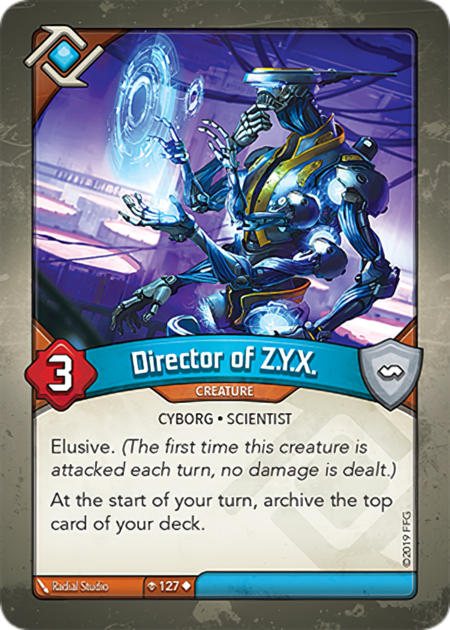 Director of Z.Y.X.
3
CREATURE
CYBORG • SCIENTIST
Elusive. (The first time this creature is
attacked each turn, no damage is dealt.)
At the start of your turn, archive the top
card of your deck.
©2019 FFG
Radial Studio
127